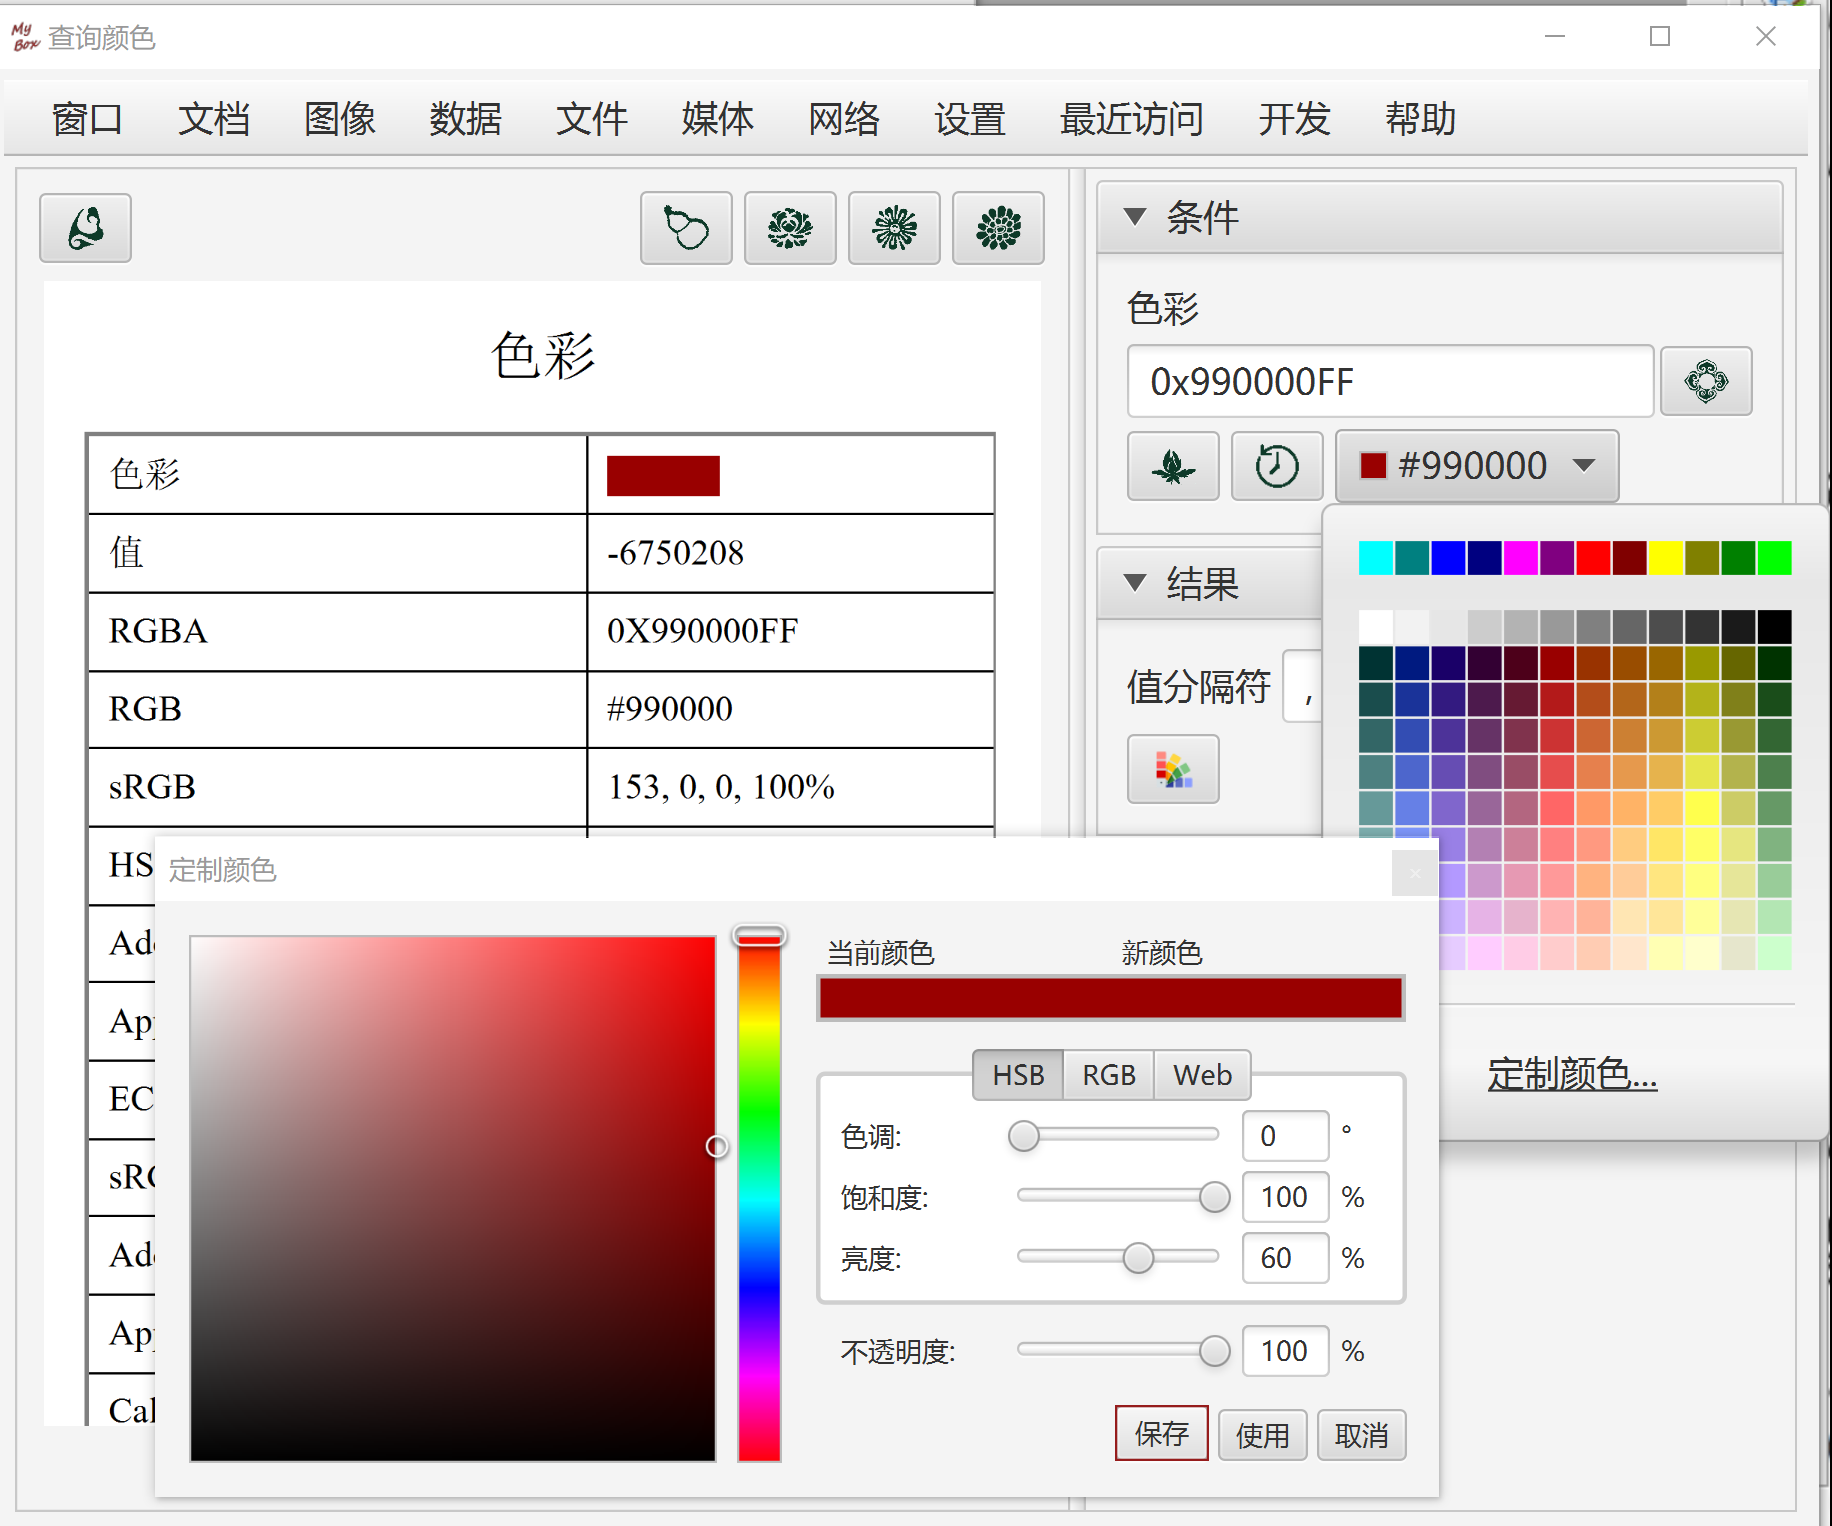 My Box 查询颜色
窗口 文档 图像 数据 文件 媒体 网络 设置 最近访问 开发 帮助
色彩
色彩
值 -6750208
RGBA 0X990000FF
RGB #990000
sRGB 153, 0, 0, 100%
HS
Ado
App
EC
sRG
Ado
App
Cal
条件
色彩
0x990000FF
#990000
结果
值分隔符 ,
定制颜色...
定制颜色
×
当前颜色 新颜色
HSB RGB Web
色调: 0 °
饱和度: 100 %
亮度: 60 %
不透明度: 100 %
保存 使用 取消